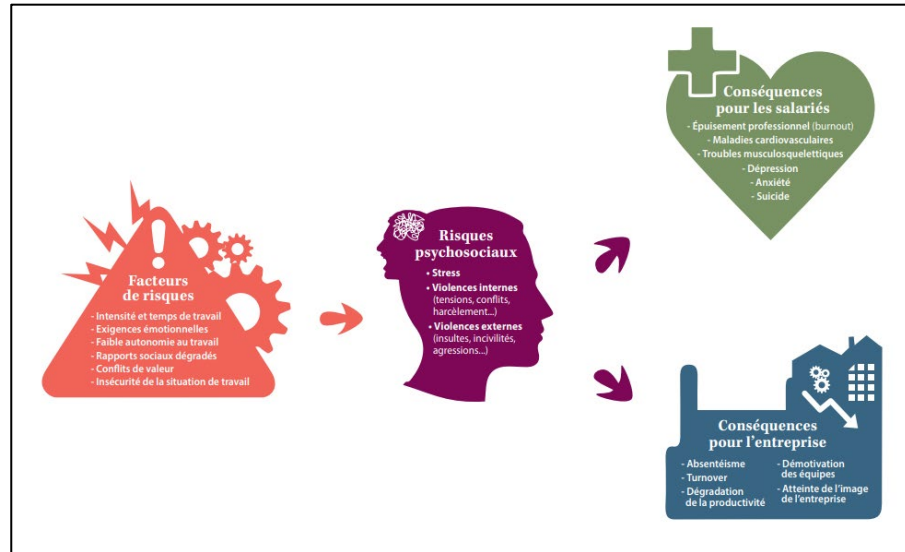 Facteurs
de risques
- Intensité et temps de travail
- Exigences émotionnelles
- Faible autonomie au travail
- Rapports sociaux dégradés
- Conflits de valeur
- Insécurité de la situation de travail
Risques
psychosociaux
• Stress
• Violences internes
(tensions, conflits,
harcèlement...)
• Violences externes
(insultes, incivilités,
agressions...)
Conséquences
pour les salariés
- Épuisement professionnel (burnout)
- Maladies cardiovasculaires
- Troubles musculosquelettiques
- Dépression
- Anxiété
- Suicide
Conséquences
pour l'entreprise
- Absentéisme
- Turnover
- Dégradation
de la productivité
- Démotivation
des équipes
- Atteinte de l'image
de l'entreprise